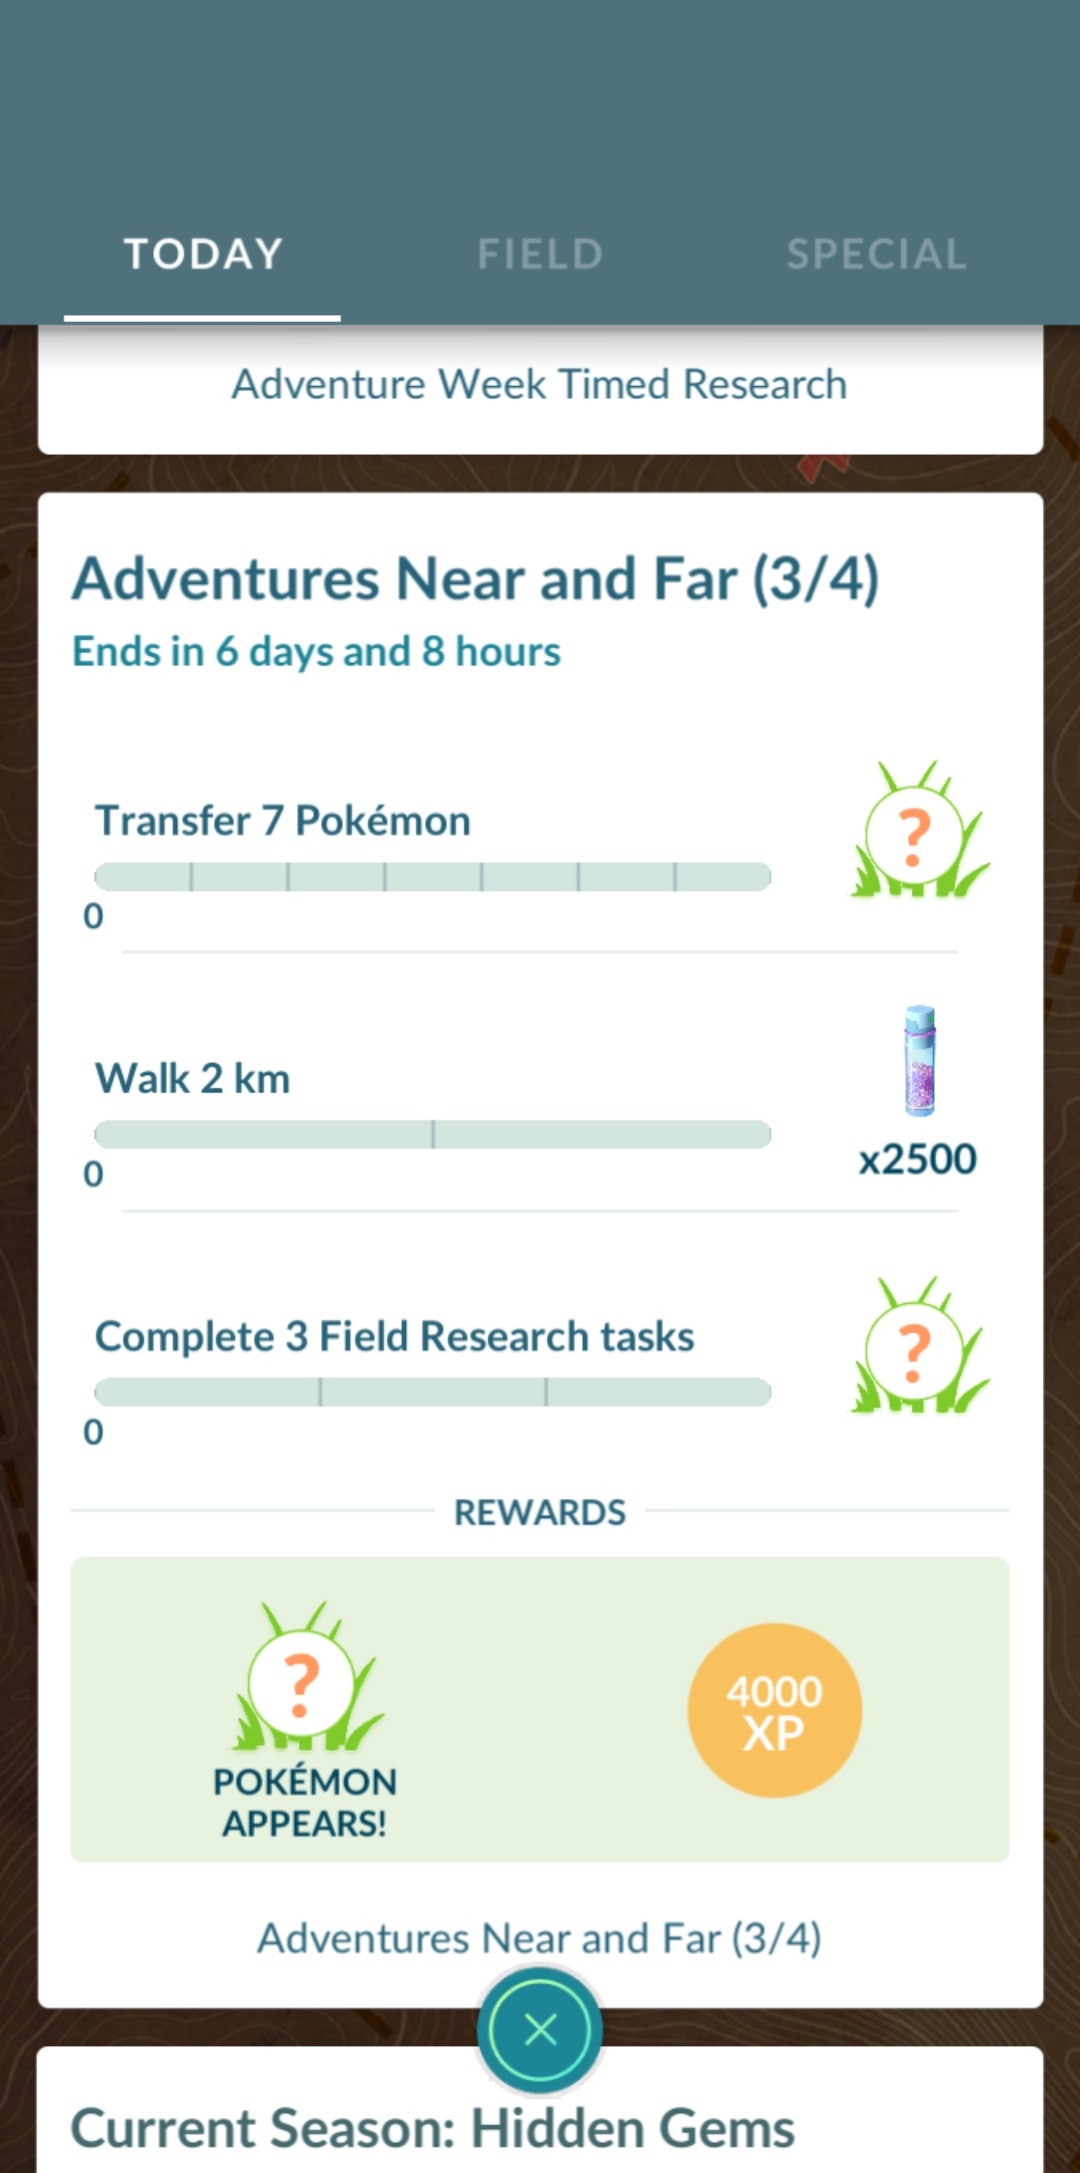 TODAY
FIELD
SPECIAL
Adventure Week Timed Research
Adventures Near and Far (3/4)
Ends in 6 days and 8 hours
Transfer 7 Pokémon
?
0
Walk 2 km
x2500
0
Complete 3 Field Research tasks
?
0
REWARDS
?
POKÉMON
APPEARS!
4000
XP
Adventures Near and Far (3/4)
Current Season: Hidden Gems